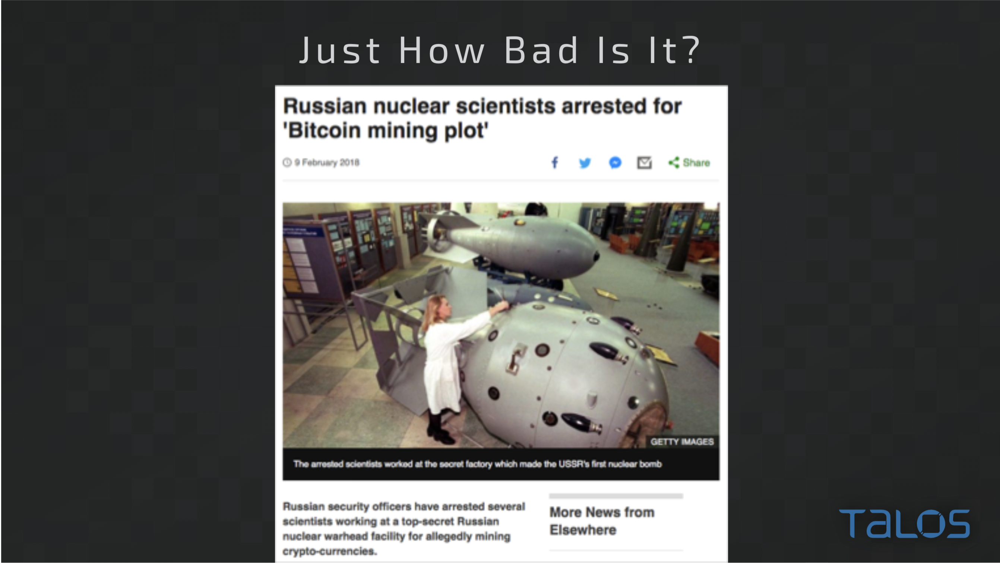 Just How Bad Is It?
Russian nuclear scientists arrested for
'Bitcoin mining plot'
9 February 2018
Share
GETTY IMAGES
The arrested scientists worked at the secret factory which made the USSR's first nuclear bomb
Russian security officers have arrested several
scientists working at a top-secret Russian
nuclear warhead facility for allegedly mining
crypto-currencies.
More News from
Elsewhere
TALOS